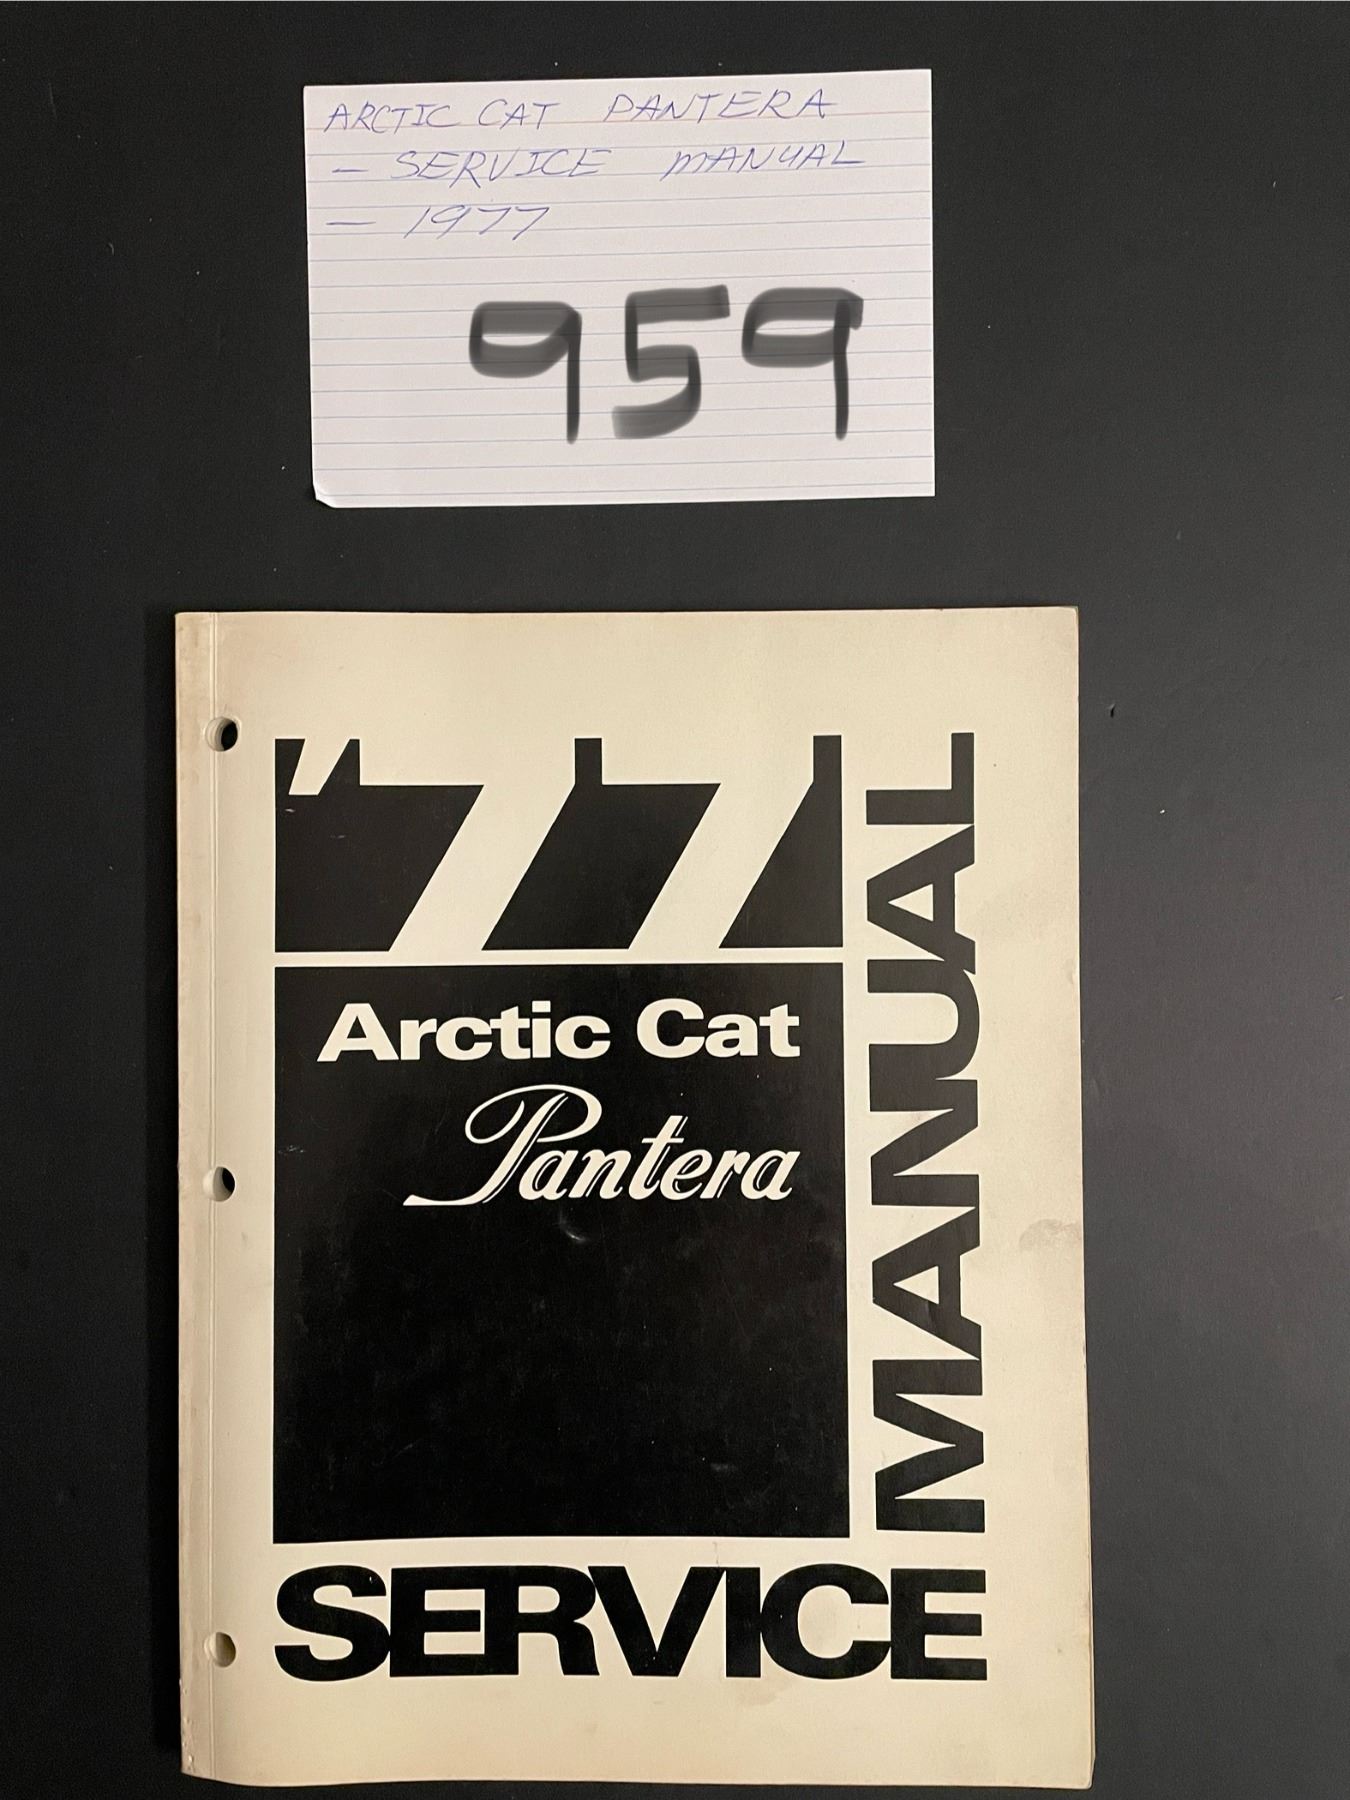 ARCTIC CAT PANTERA
- SERVICE MANUAL
- 1977
959
'77
Arctic Cat
Pantera
SERVICE
MANUAL